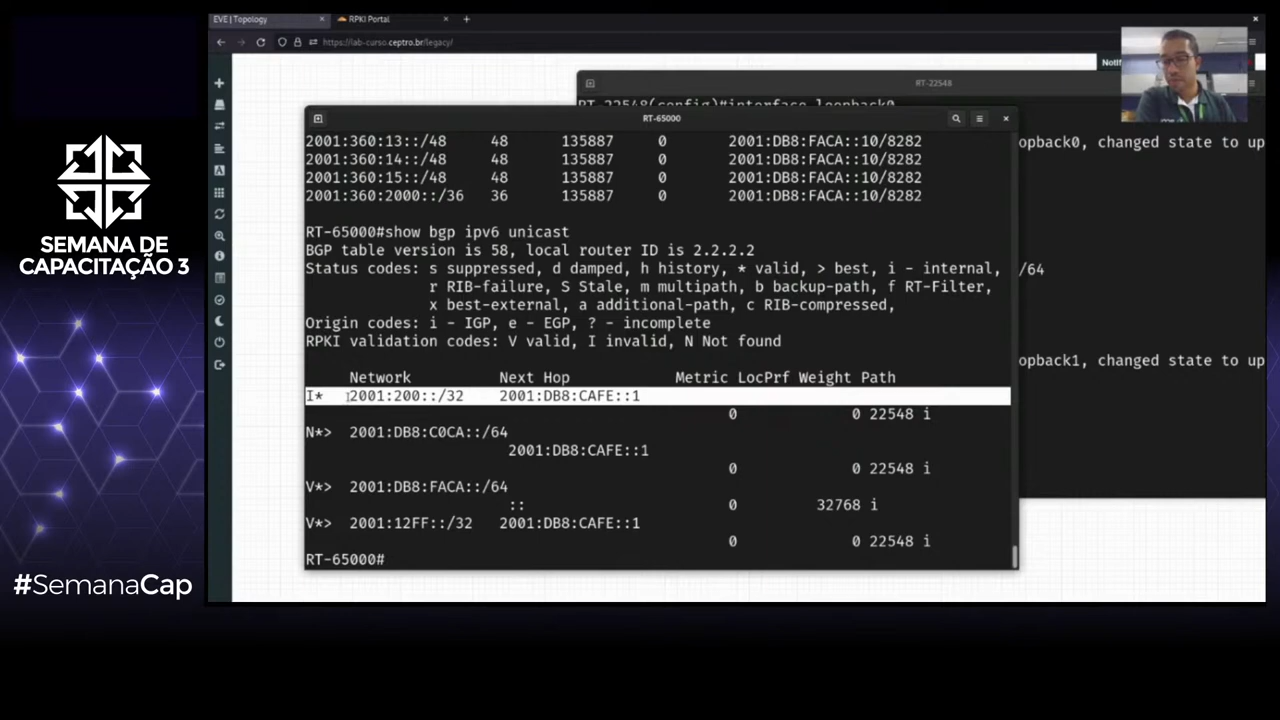 EVE | Topology × RPKI Portal × + ×
https://lab-curso.ceptro.br/legacy/
Notif
RT-22548
RT-22548(config)#interface loopback0
RT-65000
opback0, changed state to up
/64
opback1, changed state to up
2001:360:13::/48 48 135887 0 2001:DB8:FACA::10/8282
2001:360:14::/48 48 135887 0 2001:DB8:FACA::10/8282
2001:360:15::/48 48 135887 0 2001:DB8:FACA::10/8282
2001:360:2000::/36 36 135887 0 2001:DB8:FACA::10/8282
RT-65000#show bgp ipv6 unicast
BGP table version is 58, local router ID is 2.2.2.2
Status codes: s suppressed, d damped, h history, * valid, > best, i - internal,
r RIB-failure, S Stale, m multipath, b backup-path, f RT-Filter,
x best-external, a additional-path, c RIB-compressed,
Origin codes: i - IGP, e - EGP, ? - incomplete
RPKI validation codes: V valid, I invalid, N Not found
Network Next Hop Metric LocPrf Weight Path
I* 2001:200::/32 2001:DB8:CAFE::1
0 0 22548 i
N*> 2001:DB8:C0CA::/64
2001:DB8:CAFE::1
0 0 22548 i
V*> 2001:DB8:FACA::/64
:: 0 32768 i
V*> 2001:12FF::/32 2001:DB8:CAFE::1
0 0 22548 i
RT-65000#
SEMANA DE
CAPACITAÇÃO 3
#SemanaCap